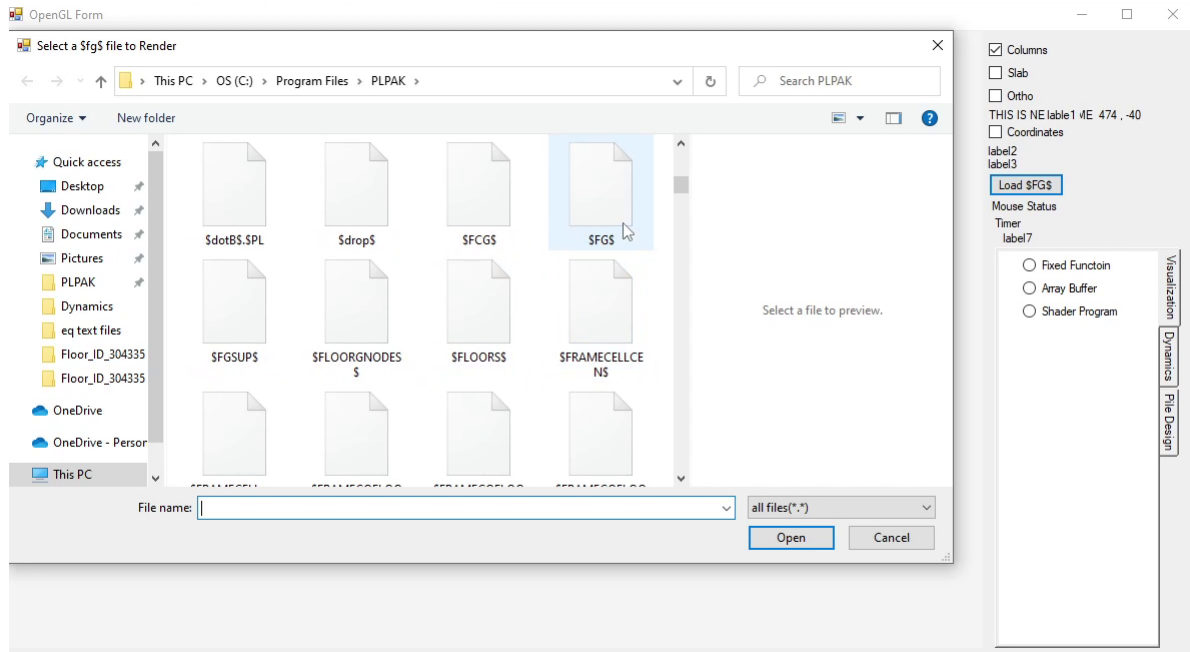 OpenGL Form
Select a $fg$ file to Render
This PC > OS (C:) > Program Files > PLPAK >
Search PLPAK
Organize
New folder
Quick access
Desktop
Downloads
Documents
Pictures
PLPAK
Dynamics
eq text files
Floor_ID_304335
Floor_ID_304335
OneDrive
OneDrive - Person
This PC
$dotB$.$PL
$drop$
$FCG$
$FG$
$FGSUP$
$FLOORGNODES
$
$FLOORS$
$FRAMECELLCE
N$
Select a file to preview.
File name:
all files(*.*)
Open
Cancel
Columns
Slab
Ortho
THIS IS NE lable1 ME 474 , -40
Coordinates
label2
label3
Load $FG$
Mouse Status
Timer
label7
Fixed Functoin
Array Buffer
Shader Program
Visualization
Dynamics
Pile Design